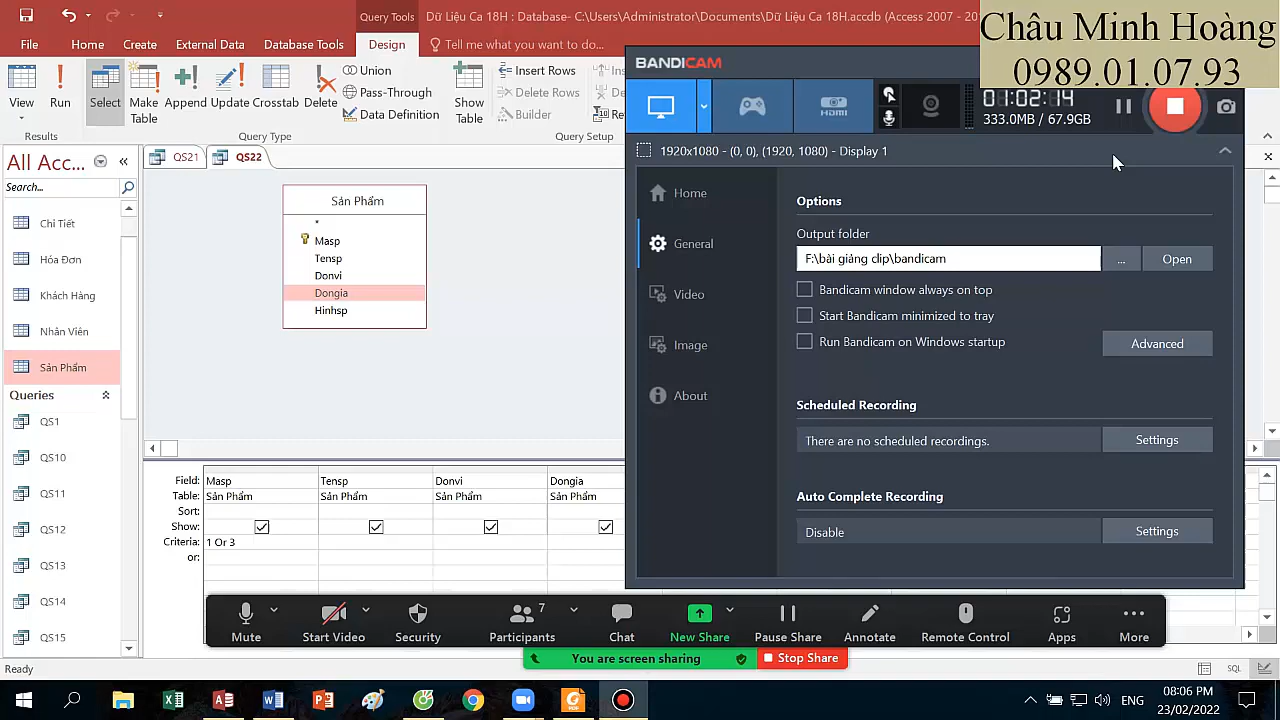 Query Tools
Dữ Liệu Ca 18H : Database- C:\Users\Administrator\Documents\Dữ Liệu Ca 18H.accdb (Access 2007 - 20
Châu Minh Hoàng
0989.01.07.93
File
Home
Create
External Data
Database Tools
Design
Tell me what you want to do...
View
Run
Select
Make Table
Append
Update
Crosstab
Delete
Union
Pass-Through
Data Definition
Show Table
Insert Rows
Delete Rows
Builder
Results
Query Type
Query Setup
BANDICAM
HDMI
00:02:14
333.0MB / 67.9GB
1920x1080 - (0, 0), (1920, 1080) - Display 1
Home
General
Video
Image
About
Options
Output folder
F:\bài giảng clip\bandicam
...
Open
Bandicam window always on top
Start Bandicam minimized to tray
Run Bandicam on Windows startup
Advanced
Scheduled Recording
There are no scheduled recordings.
Settings
Auto Complete Recording
Disable
Settings
All Acc...
Search...
Chi Tiết
Hóa Đơn
Khách Hàng
Nhân Viên
Sản Phẩm
Queries
QS1
QS10
QS11
QS12
QS13
QS14
QS15
QS21
QS22
Sản Phẩm
*
Masp
Tensp
Donvi
Dongia
Hinhsp
Field: Masp Tensp Donvi Dongia
Table: Sản Phẩm Sản Phẩm Sản Phẩm Sản Phẩm
Sort:
Show:
Criteria: 1 Or 3
or:
Mute
Start Video
Security
Participants 7
Chat
New Share
Pause Share
Annotate
Remote Control
Apps
More
You are screen sharing
Stop Share
Ready
SQL
ENG
08:06 PM
23/02/2022